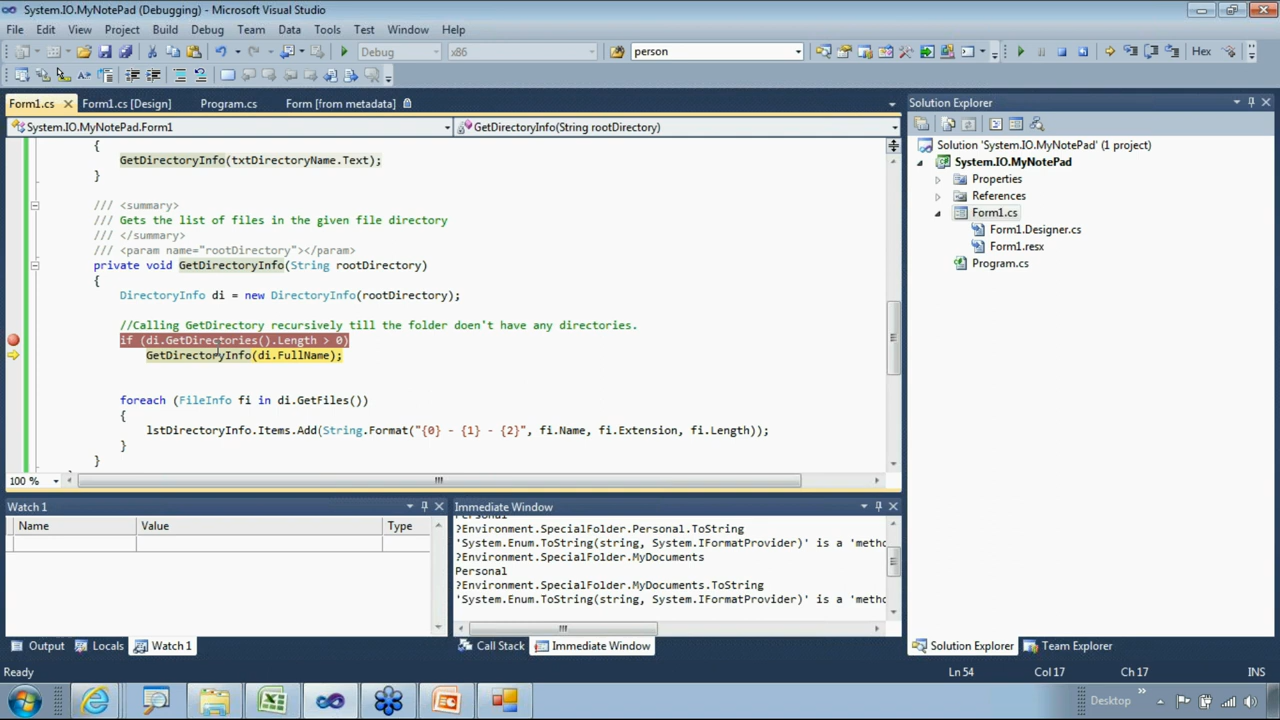 System.IO.MyNotePad (Debugging) - Microsoft Visual Studio
File Edit View Project Build Debug Team Data Tools Test Window Help
Debug x86 person Hex
Form1.cs Form1.cs [Design] Program.cs Form [from metadata]
System.IO.MyNotePad.Form1 GetDirectoryInfo(String rootDirectory)
{
GetDirectoryInfo(txtDirectoryName.Text);
}
/// <summary>
/// Gets the list of files in the given file directory
/// </summary>
/// <param name="rootDirectory"></param>
private void GetDirectoryInfo(String rootDirectory)
{
DirectoryInfo di = new DirectoryInfo(rootDirectory);
//Calling GetDirectory recursively till the folder doen't have any directories.
if (di.GetDirectories().Length > 0)
GetDirectoryInfo(di.FullName);
foreach (FileInfo fi in di.GetFiles())
{
lstDirectoryInfo.Items.Add(String.Format("{0} - {1} - {2}", fi.Name, fi.Extension, fi.Length));
}
}
100 %
Solution Explorer
Solution 'System.IO.MyNotePad' (1 project)
System.IO.MyNotePad
Properties
References
Form1.cs
Form1.Designer.cs
Form1.resx
Program.cs
Watch 1
Name Value Type
Immediate Window
Personal
?Environment.SpecialFolder.Personal.ToString
'System.Enum.ToString(string, System.IFormatProvider)' is a 'metho
?Environment.SpecialFolder.MyDocuments
Personal
?Environment.SpecialFolder.MyDocuments.ToString
'System.Enum.ToString(string, System.IFormatProvider)' is a 'metho
Output Locals Watch 1 Call Stack Immediate Window Solution Explorer Team Explorer
Ready Ln 54 Col 17 Ch 17 INS
Desktop